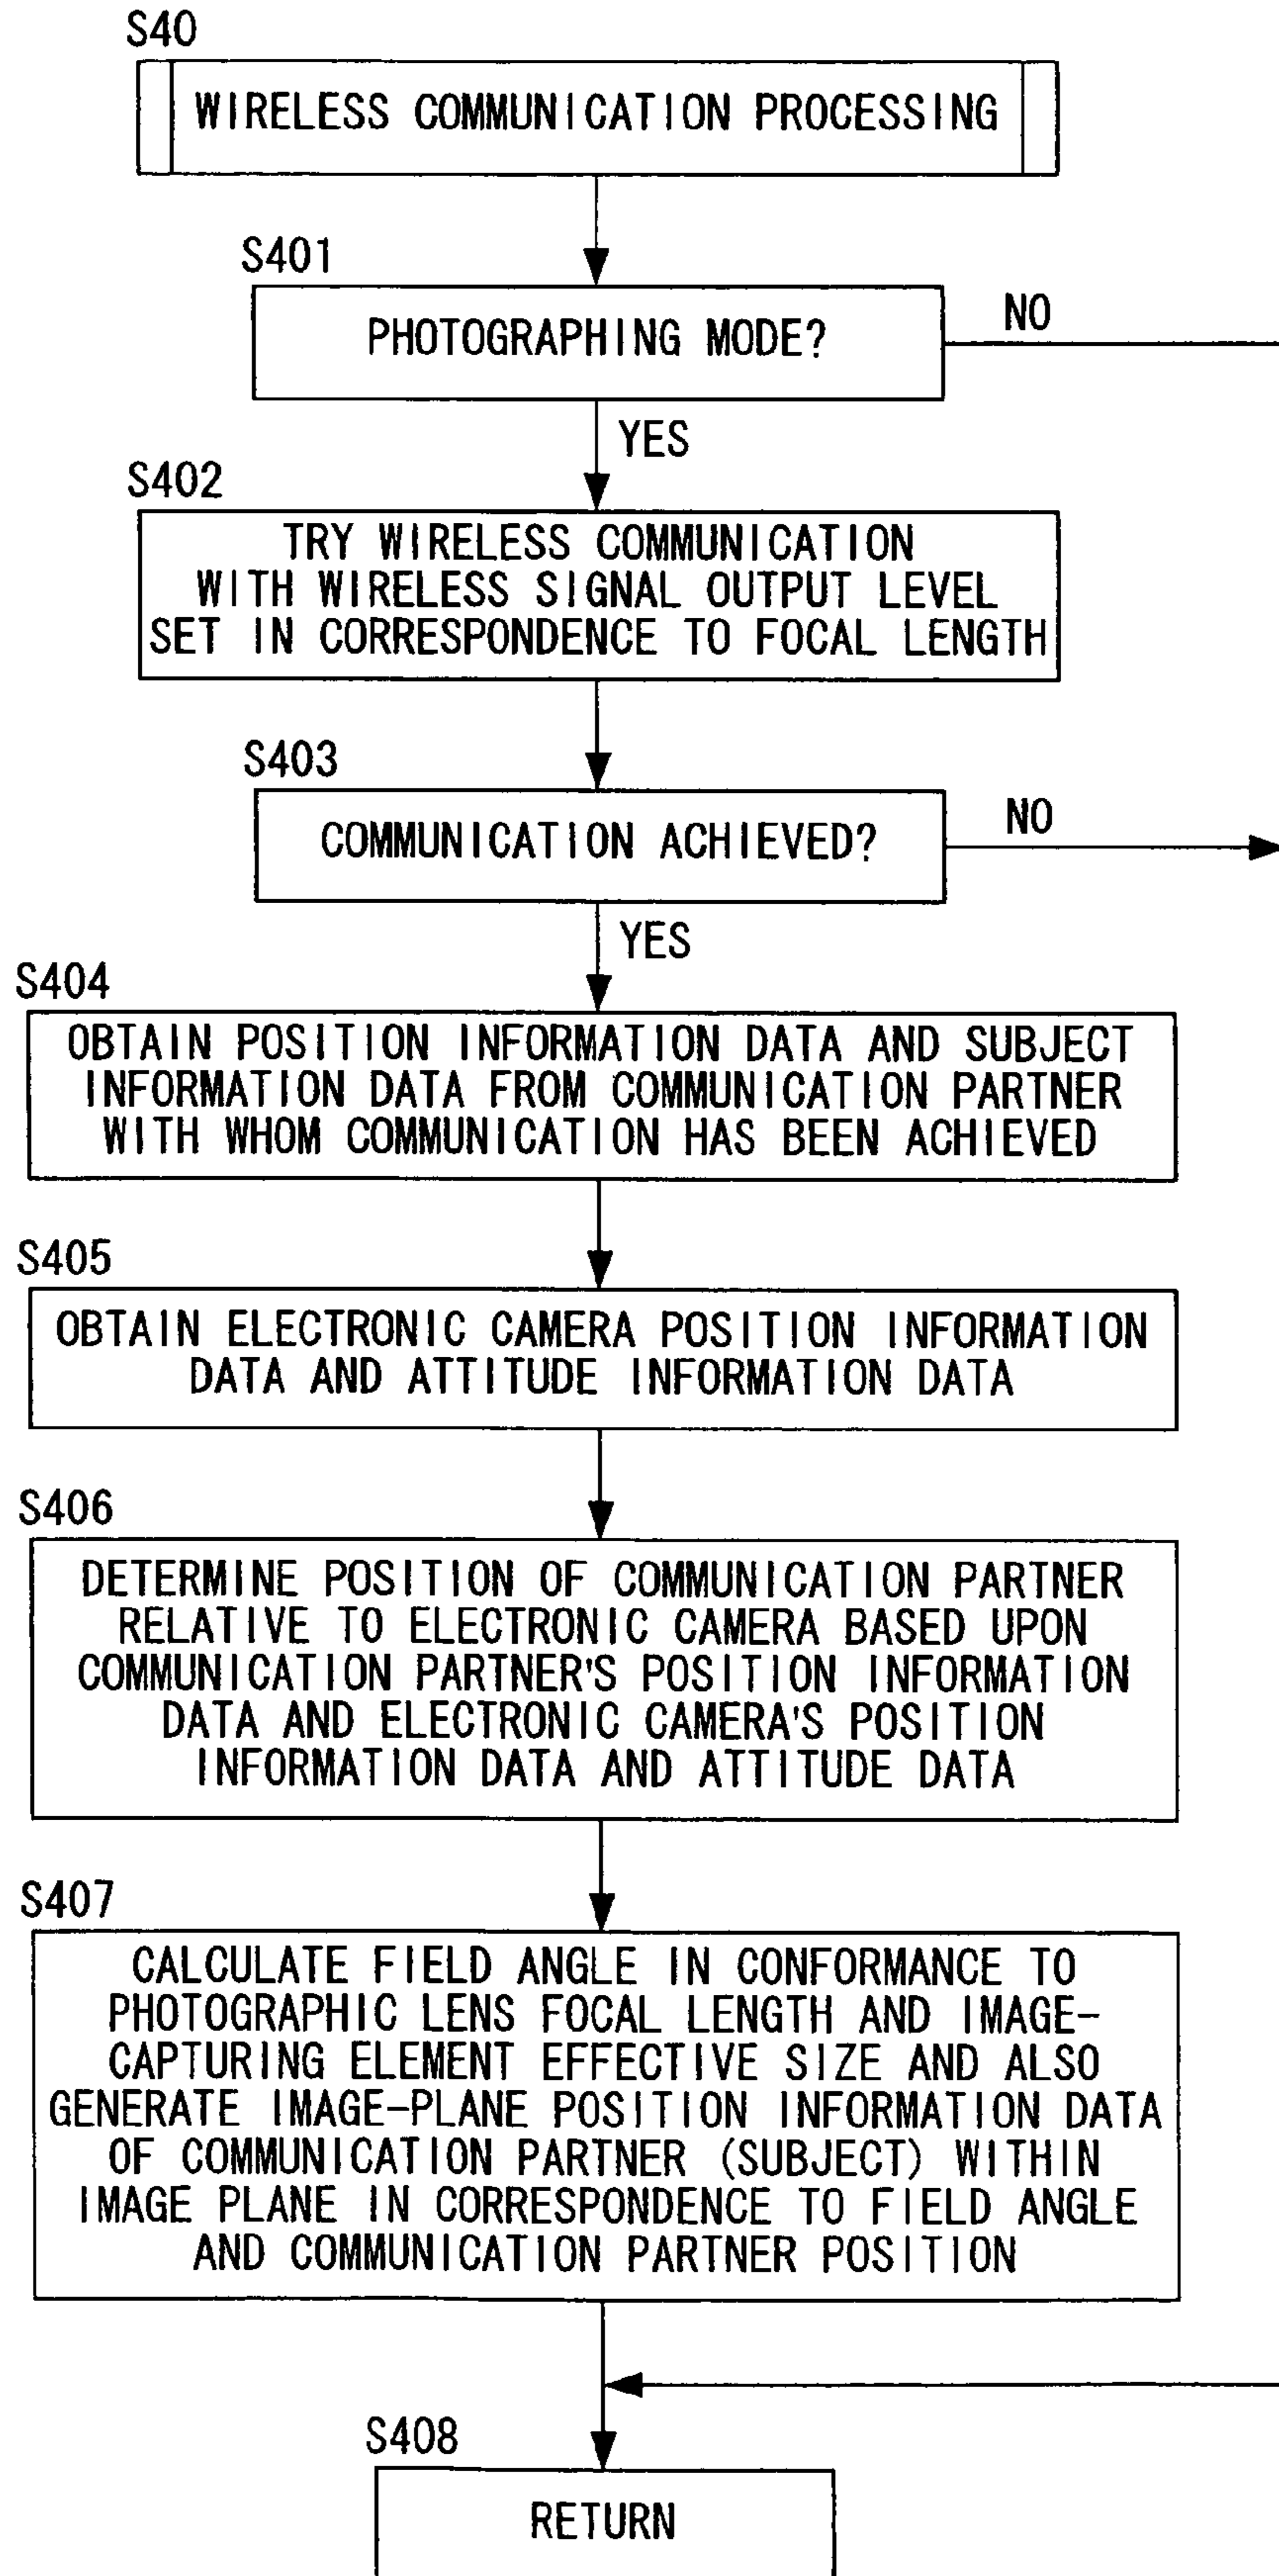 S40
WIRELESS COMMUNICATION PROCESSING
S401
PHOTOGRAPHING MODE?
NO
YES
S402
TRY WIRELESS COMMUNICATION
WITH WIRELESS SIGNAL OUTPUT LEVEL
SET IN CORRESPONDENCE TO FOCAL LENGTH
S403
COMMUNICATION ACHIEVED?
NO
YES
S404
OBTAIN POSITION INFORMATION DATA AND SUBJECT
INFORMATION DATA FROM COMMUNICATION PARTNER
WITH WHOM COMMUNICATION HAS BEEN ACHIEVED
S405
OBTAIN ELECTRONIC CAMERA POSITION INFORMATION
DATA AND ATTITUDE INFORMATION DATA
S406
DETERMINE POSITION OF COMMUNICATION PARTNER
RELATIVE TO ELECTRONIC CAMERA BASED UPON
COMMUNICATION PARTNER'S POSITION INFORMATION
DATA AND ELECTRONIC CAMERA'S POSITION
INFORMATION DATA AND ATTITUDE DATA
S407
CALCULATE FIELD ANGLE IN CONFORMANCE TO
PHOTOGRAPHIC LENS FOCAL LENGTH AND IMAGE-
CAPTURING ELEMENT EFFECTIVE SIZE AND ALSO
GENERATE IMAGE-PLANE POSITION INFORMATION DATA
OF COMMUNICATION PARTNER (SUBJECT) WITHIN
IMAGE PLANE IN CORRESPONDENCE TO FIELD ANGLE
AND COMMUNICATION PARTNER POSITION
S408
RETURN